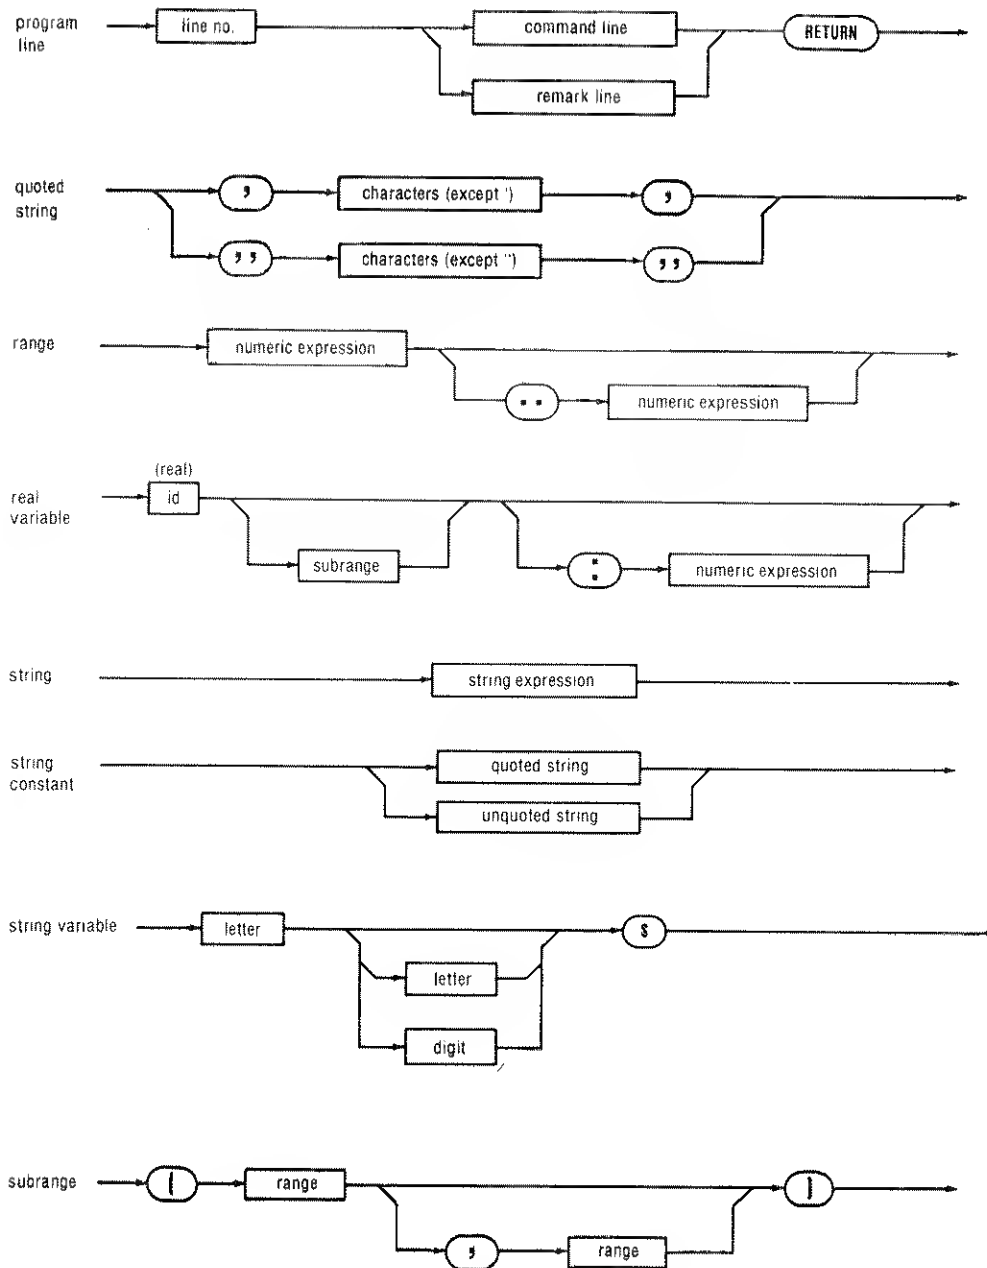 program line
line no.
command line
RETURN
remark line
quoted string
'
characters (except ')
'
''
characters (except '')
''
range
numeric expression
..
numeric expression
real variable
(real)
id
subrange
:
numeric expression
string
string expression
string constant
quoted string
unquoted string
string variable
letter
$
letter
digit
subrange
[
range
]
,
range